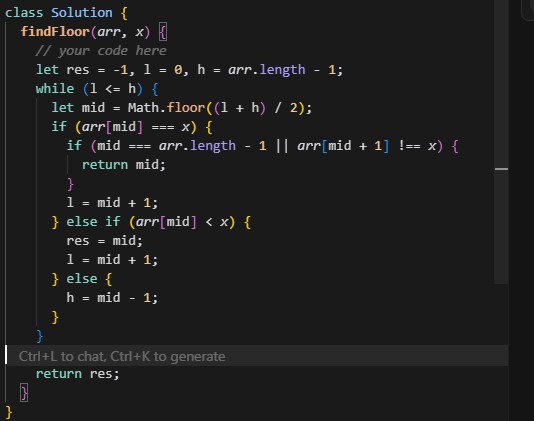 class Solution {
  findFloor(arr, x) {
    // your code here
    let res = -1, l = 0, h = arr.length - 1;
    while (l <= h) {
      let mid = Math.floor((l + h) / 2);
      if (arr[mid] === x) {
        if (mid === arr.length - 1 || arr[mid + 1] !== x) {
          return mid;
        }
        l = mid + 1;
      } else if (arr[mid] < x) {
        res = mid;
        l = mid + 1;
      } else {
        h = mid - 1;
      }
    }
Ctrl+L to chat, Ctrl+K to generate
    return res;
  }
}